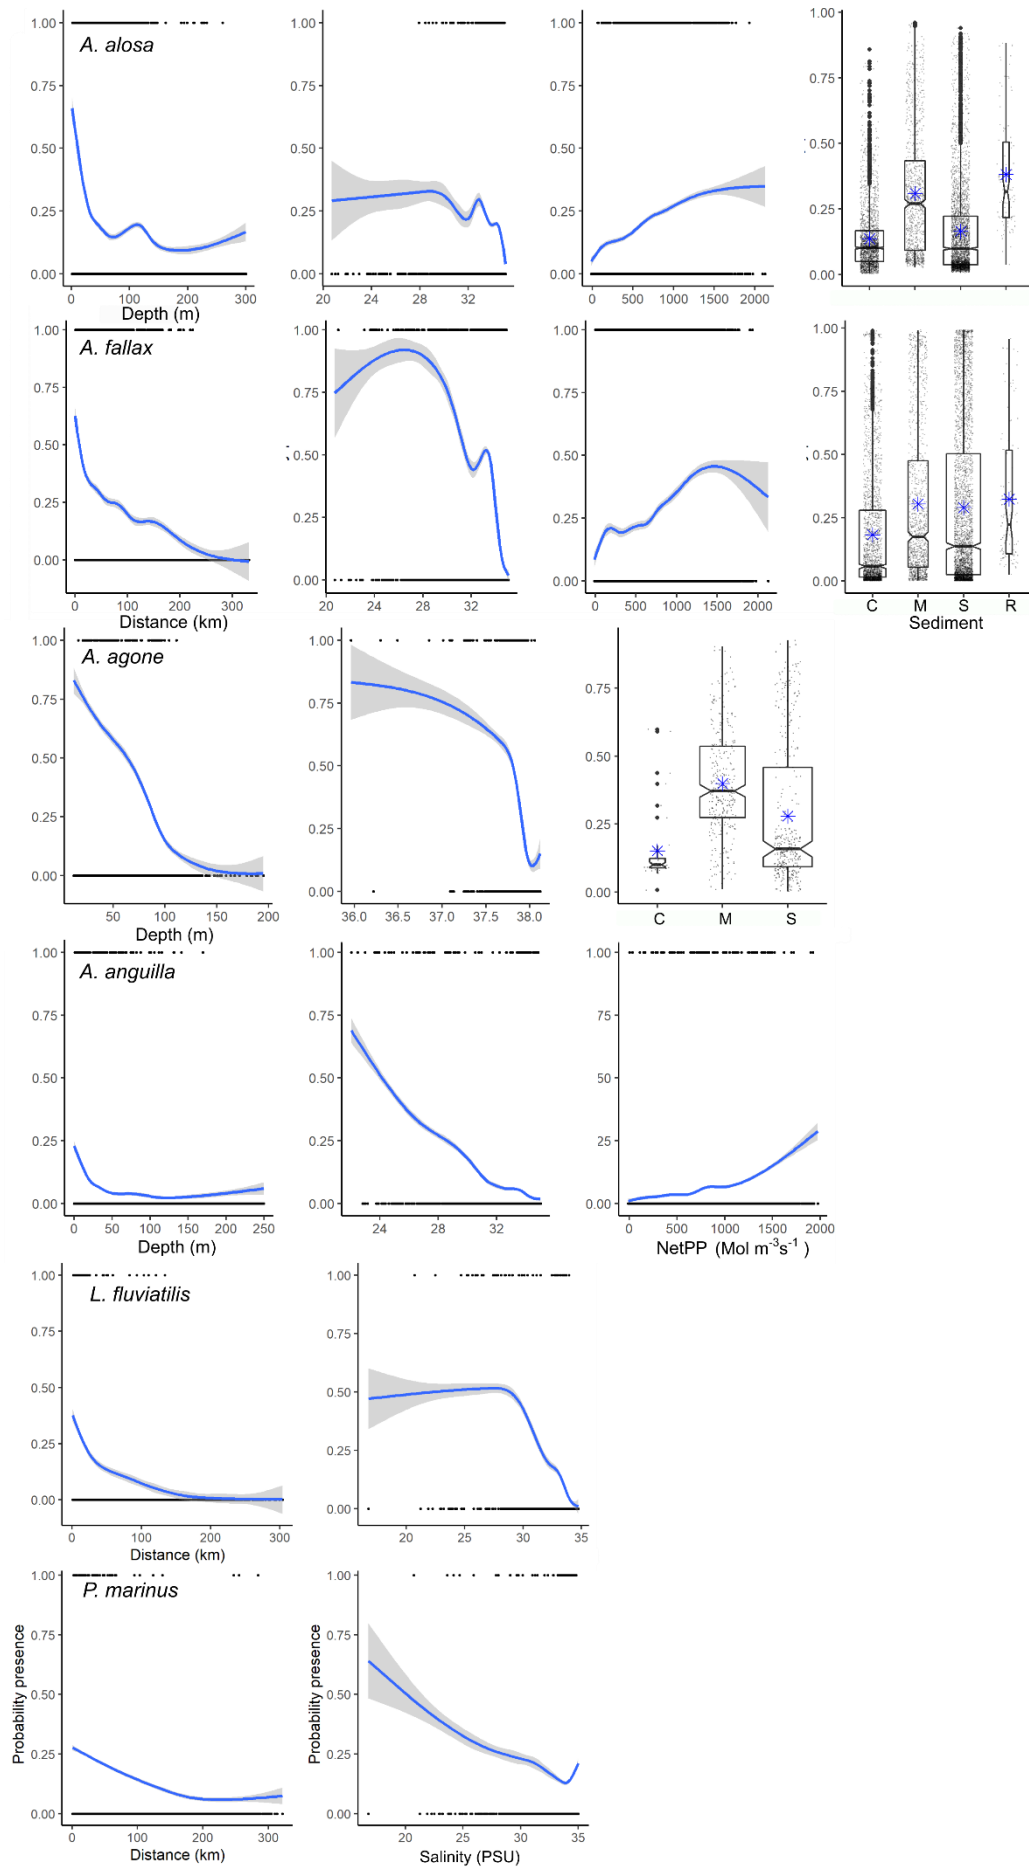 1.00 1.00 1.00 1.00
A. alosa
0.75 0.75 0.75 0.75
0.50 0.50 0.50 0.50
0.25 0.25 0.25 0.25
0.00 0.00 0.00 0.00
0 100 200 300 20 24 28 32 0 500 1000 1500 2000
Depth (m)
1.00 1.00 1.00 1.00
A. fallax
0.75 0.75 0.75 0.75
0.50 0.50 0.50 0.50
0.25 0.25 0.25 0.25
0.00 0.00 0.00 0.00
0 100 200 300 20 24 28 32 0 500 1000 1500 2000 C M S R
Distance (km) Sediment
1.00 1.00
A. agone
0.75 0.75 0.75
0.50 0.50 0.50
0.25 0.25 0.25
0.00 0.00 0.00
50 100 150 200 36.0 36.5 37.0 37.5 38.0 C M S
Depth (m)
1.00 1.00 1.00
A. anguilla
0.75 0.75 75
0.50 0.50 0.50
0.25 0.25 25
0.00 0.00 0.00
0 50 100 150 200 250 24 28 32 0 500 1000 1500 2000
Depth (m) NetPP (Mol m⁻³s⁻¹ )
1.00 1.00
L. fluviatilis
0.75 0.75
0.50 0.50
0.25 0.25
0.00 0.00
0 100 200 300 20 25 30 35
Distance (km)
1.00 1.00
P. marinus
0.75 0.75
0.50 0.50
0.25 0.25
0.00 0.00
Probability presence Probability presence
0 100 200 300 20 25 30 35
Distance (km) Salinity (PSU)